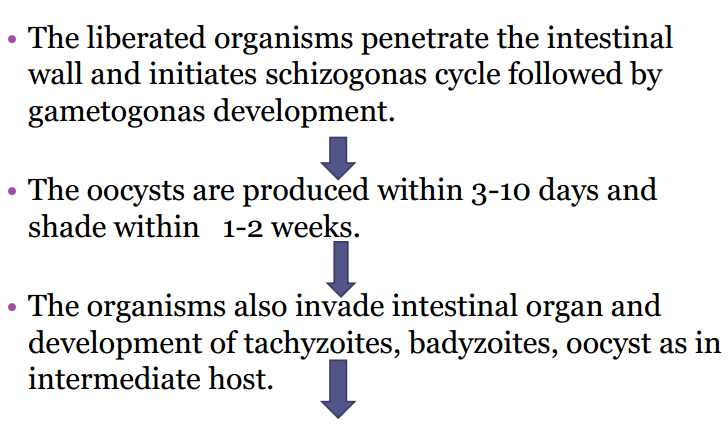 • The liberated organisms penetrate the intestinal
wall and initiates schizogonas cycle followed by
gametogonas development.
• The oocysts are produced within 3-10 days and
shade within 1-2 weeks.
• The organisms also invade intestinal organ and
development of tachyzoites, badyzoites, oocyst as in
intermediate host.